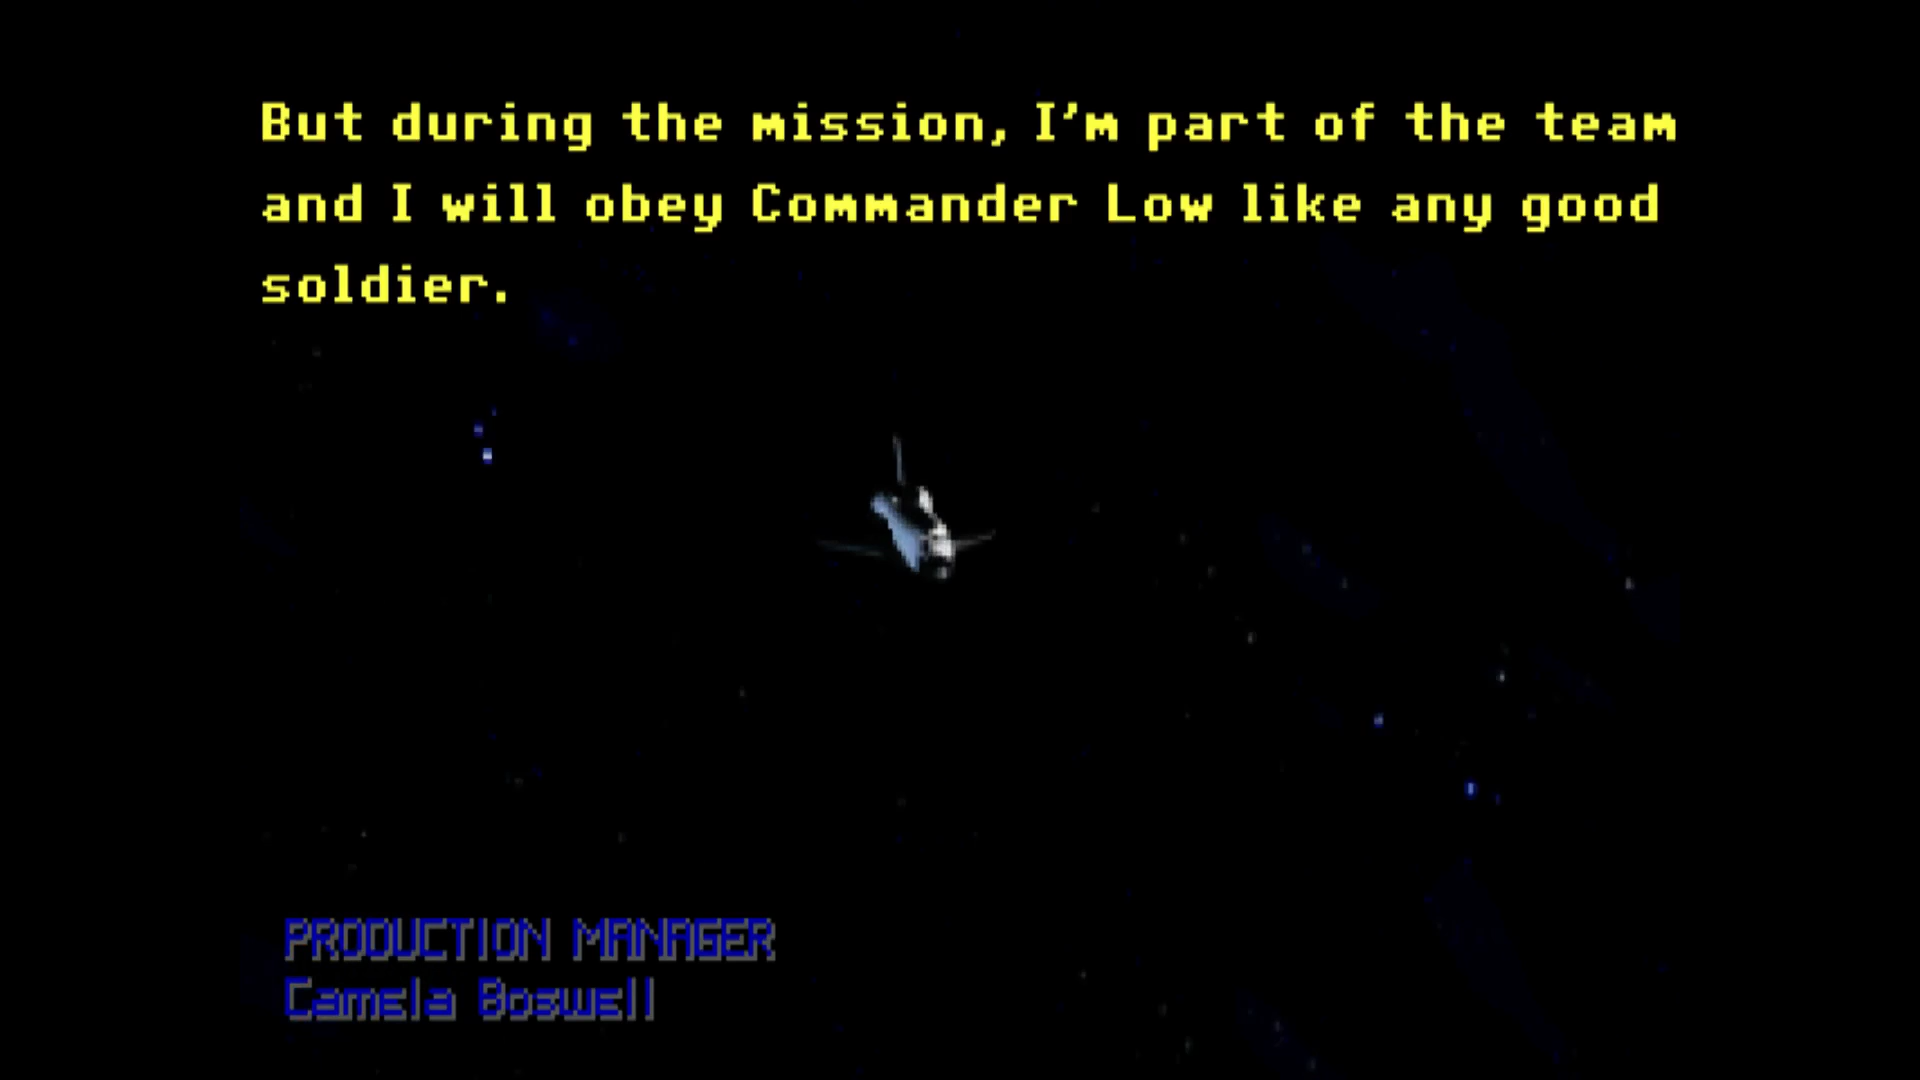 But during the mission, I'm part of the team
and I will obey Commander Low like any good
soldier.
PRODUCTION MANAGER
Camela Boswell